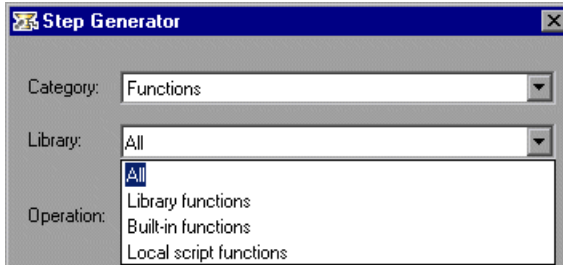 Step Generator
Category: Functions
Library: All
All
Library functions
Operation: Built-in functions
Local script functions